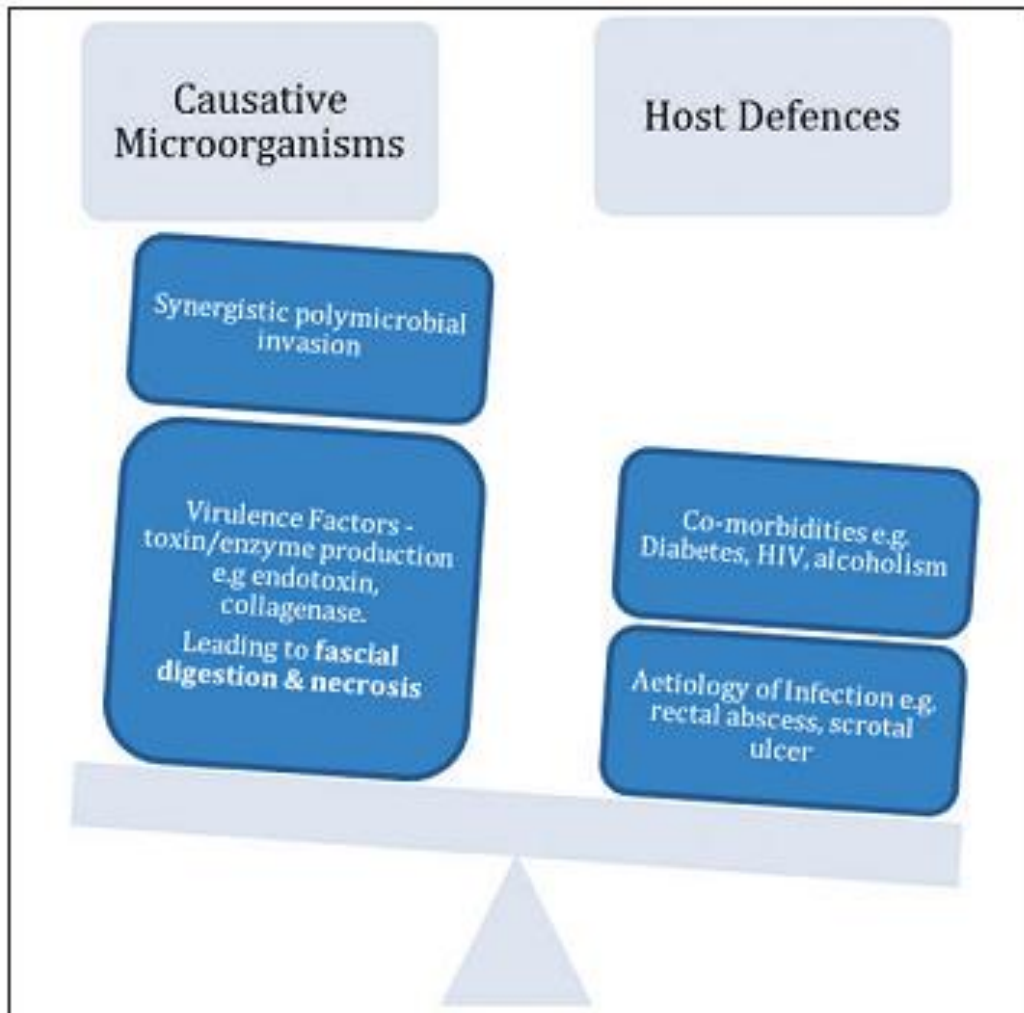 Causative
Microorganisms
Host Defences
Synergistic polymicrobial
invasion
Virulence Factors -
toxin/enzyme production
e.g endotoxin,
collagenase.
Leading to fascial
digestion & necrosis
Co-morbidities e.g.
Diabetes, HIV, alcoholism
Aetiology of Infection e.g.
rectal abscess, scrotal
ulcer